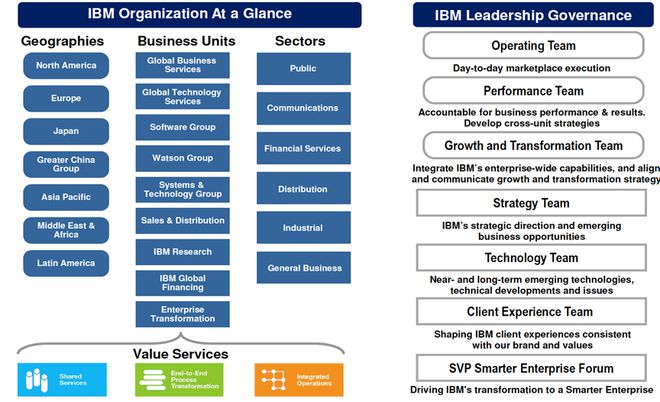 IBM Organization At a Glance
Geographies
North America
Europe
Japan
Greater China
Group
Asia Pacific
Middle East &
Africa
Latin America
Business Units
Global Business
Services
Global Technology
Services
Software Group
Watson Group
Systems &
Technology Group
Sales & Distribution
IBM Research
IBM Global
Financing
Enterprise
Transformation
Sectors
Public
Communications
Financial Services
Distribution
Industrial
General Business
Value Services
Shared
Services
End-to-End
Process
Transformation
Integrated
Operations
IBM Leadership Governance
Operating Team
Day-to-day marketplace execution
Performance Team
Accountable for business performance & results.
Develop cross-unit strategies
Growth and Transformation Team
Integrate IBM's enterprise-wide capabilities, and align
and communicate growth and transformation strategy
Strategy Team
IBM's strategic direction and emerging
business opportunities
Technology Team
Near- and long-term emerging technologies,
technical developments and issues
Client Experience Team
Shaping IBM client experiences consistent
with our brand and values
SVP Smarter Enterprise Forum
Driving IBM's transformation to a Smarter Enterprise